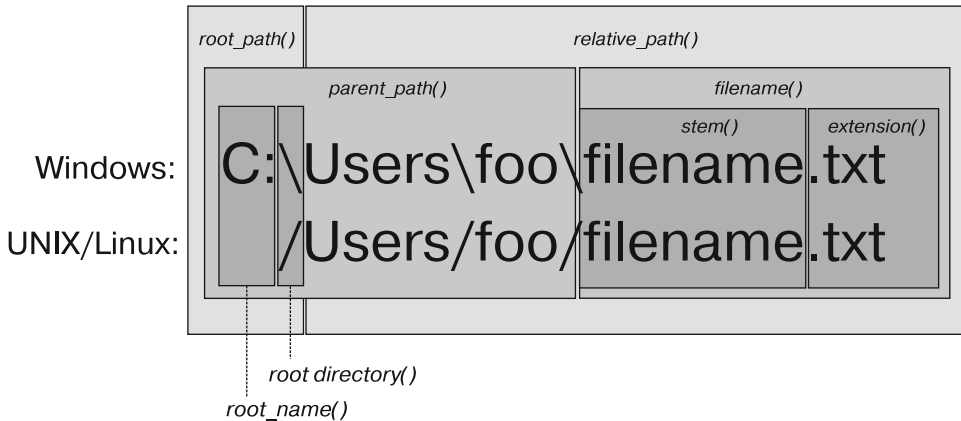 root_path() relative_path()
parent_path() filename()
stem() extension()
Windows: C:\Users\foo\filename.txt
UNIX/Linux: /Users/foo/filename.txt
root directory()
root_name()